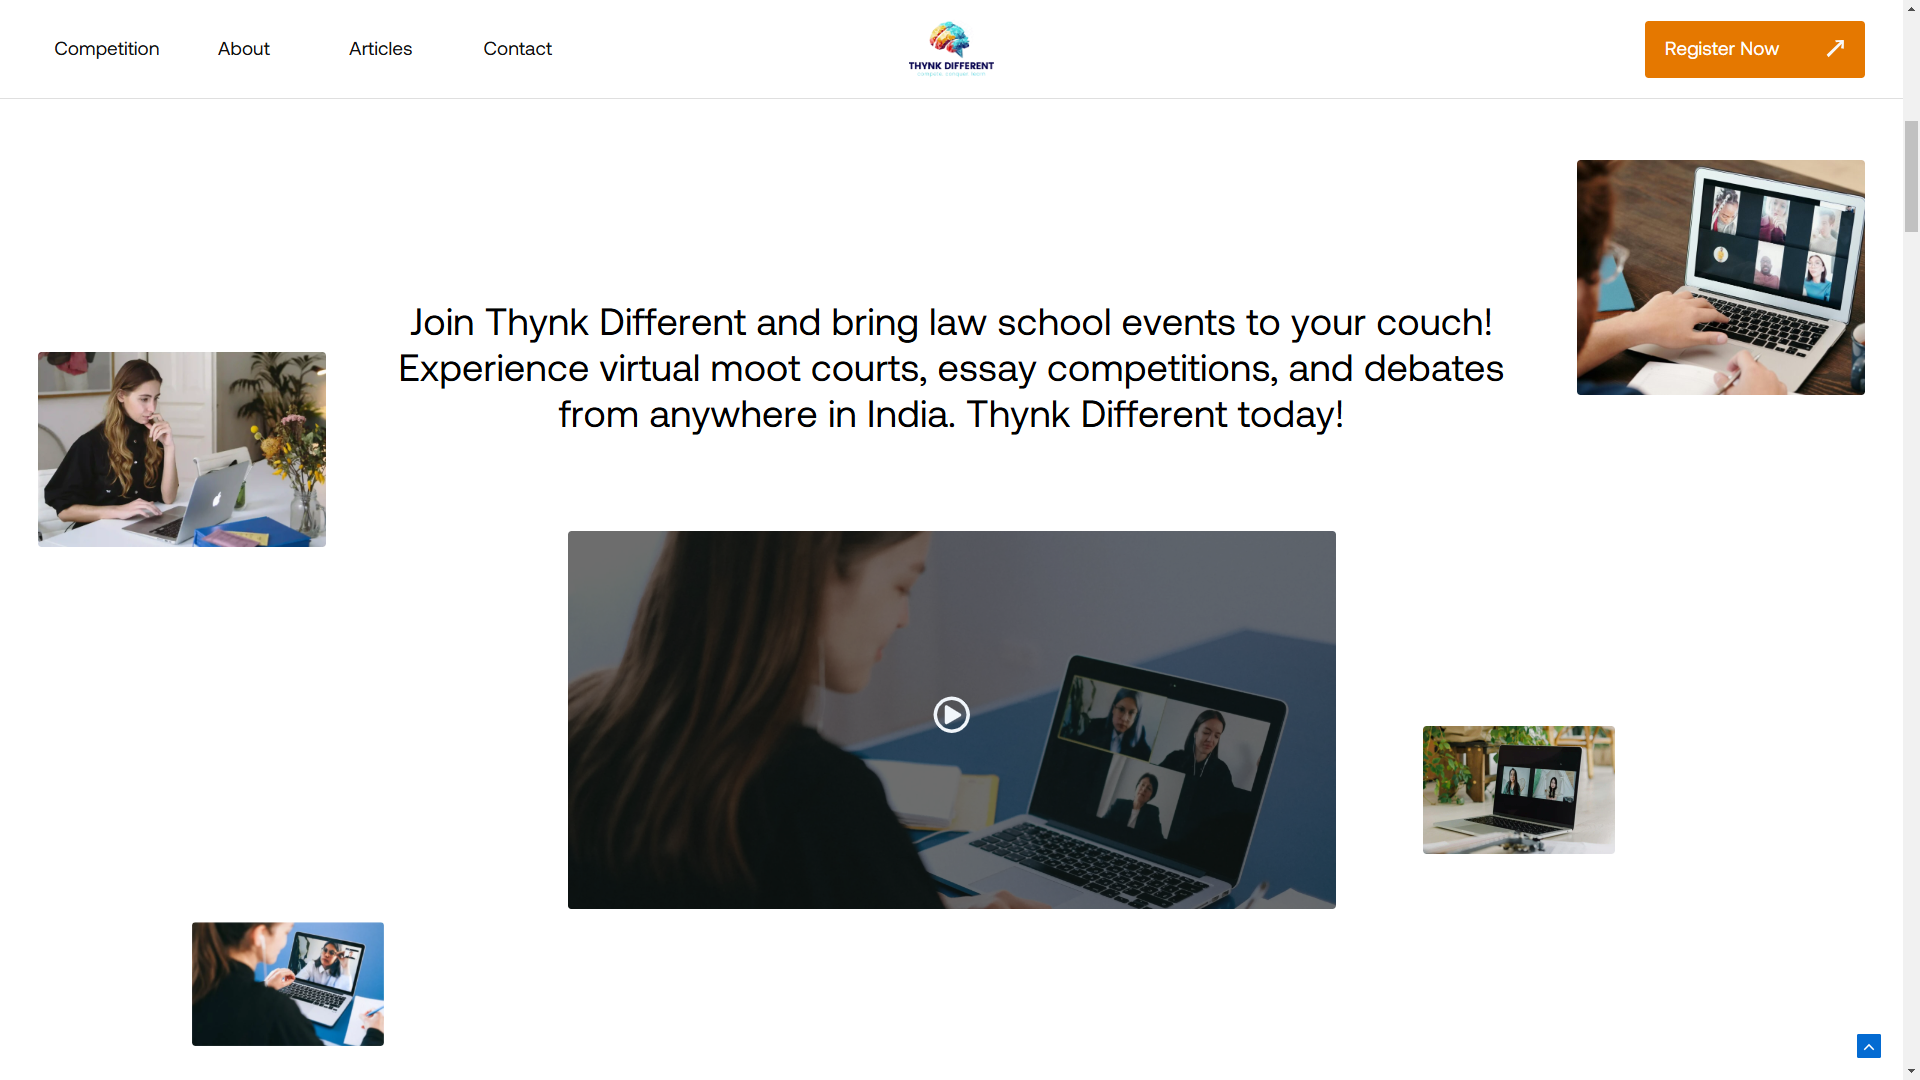 Competition
About
Articles
Contact
THYNK DIFFERENT
Register Now
Join Thynk Different and bring law school events to your couch!
Experience virtual moot courts, essay competitions, and debates
from anywhere in India. Thynk Different today!